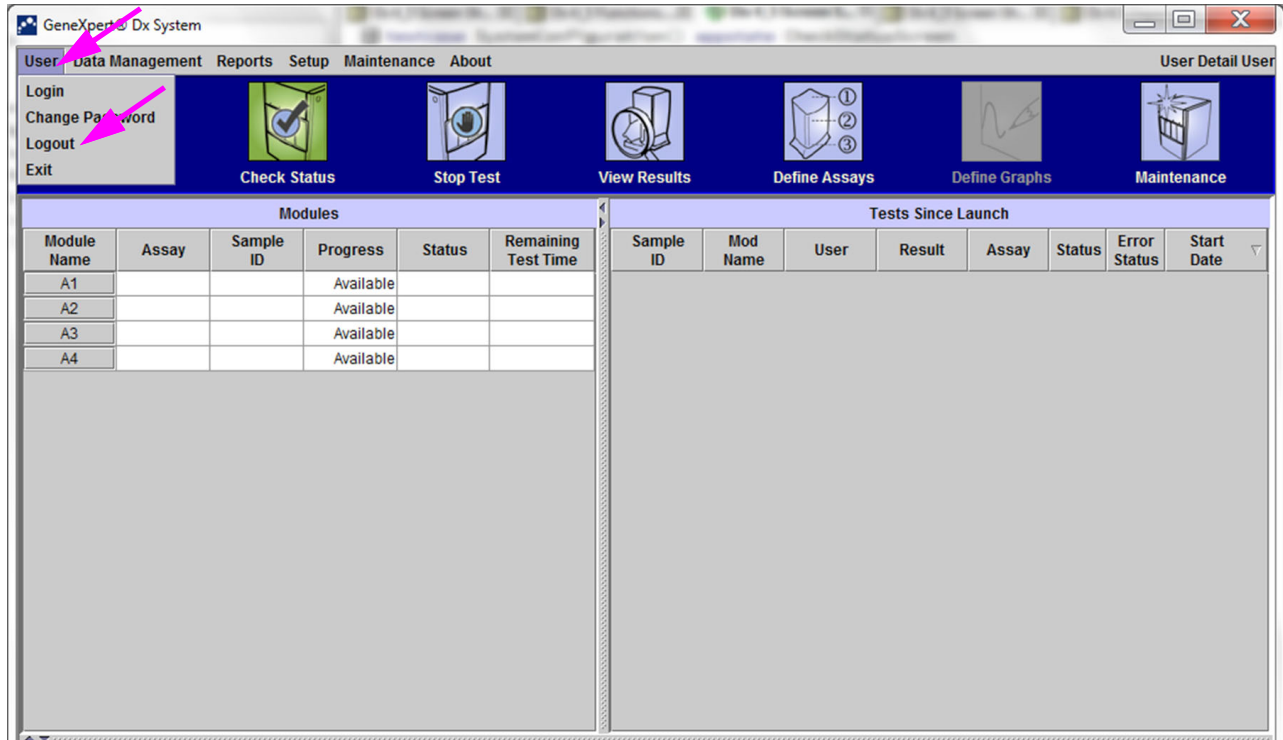 GeneXpert® Dx System
User Data Management Reports Setup Maintenance About User Detail User
Login
Change Password
Logout
Exit
Check Status Stop Test View Results Define Assays Define Graphs Maintenance
Modules
Module Name Assay Sample ID Progress Status Remaining Test Time
A1 Available
A2 Available
A3 Available
A4 Available
Tests Since Launch
Sample ID Mod Name User Result Assay Status Error Status Start Date